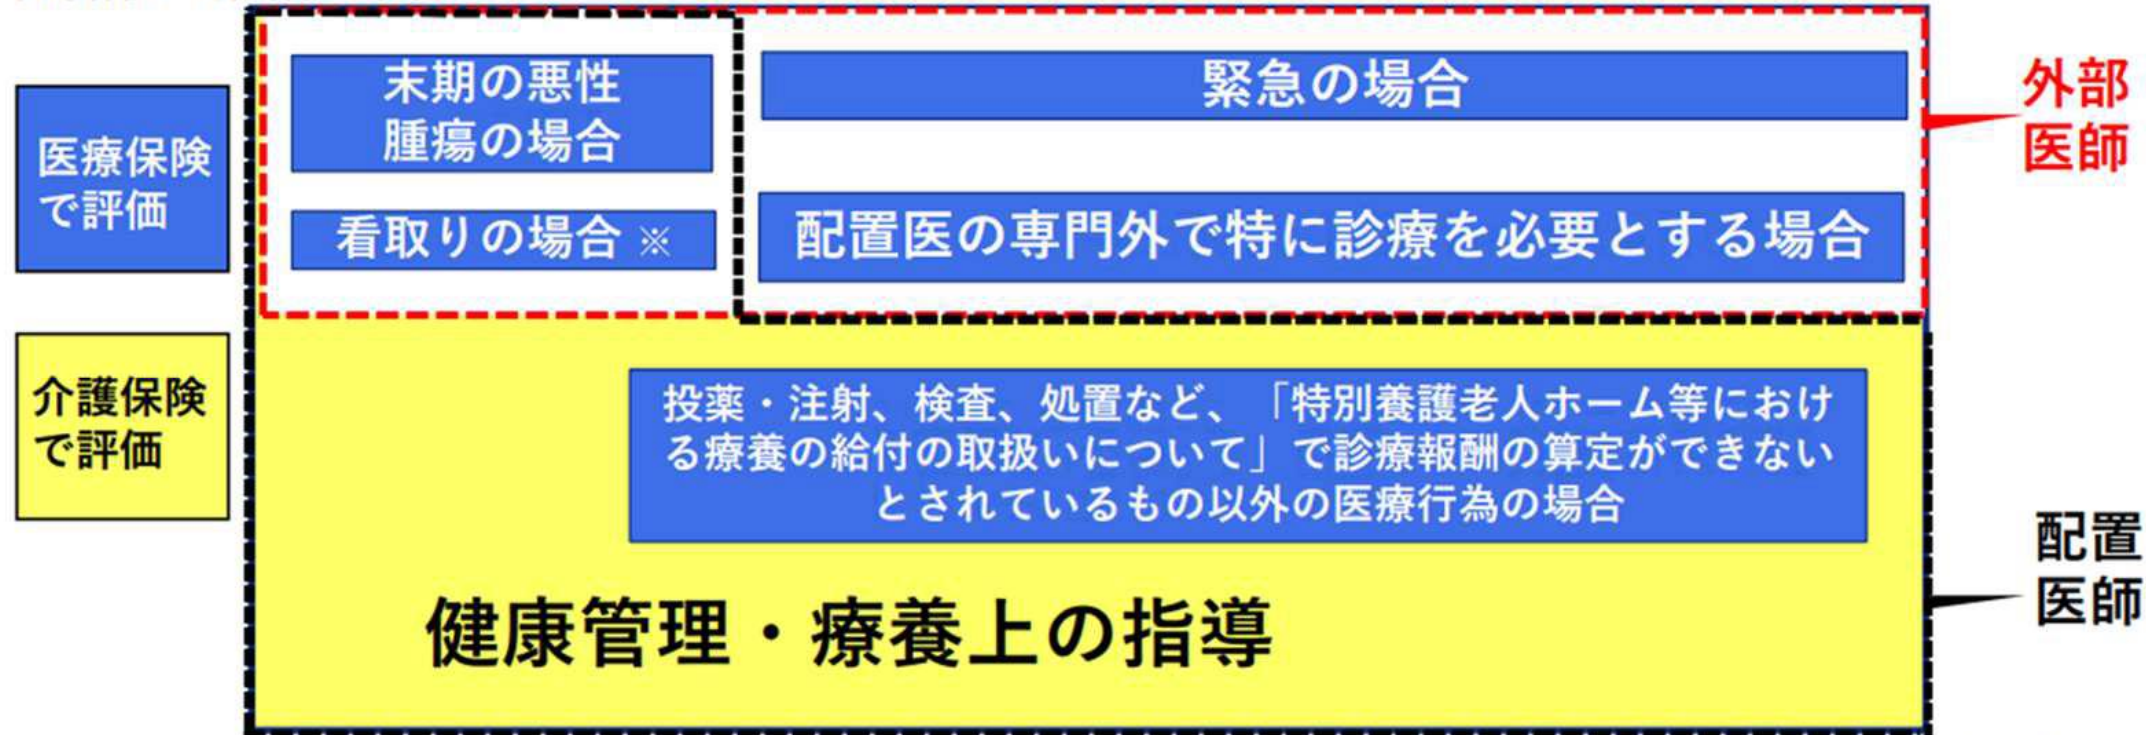 医療保険
で評価
介護保険
で評価
末期の悪性
腫瘍の場合
看取りの場合 ※
緊急の場合
配置医の専門外で特に診療を必要とする場合
外部
医師
投薬・注射、検査、処置など、「特別養護老人ホーム等におけ
る療養の給付の取扱いについて」で診療報酬の算定ができない
とされているもの以外の医療行為の場合
健康管理・療養上の指導
配置
医師